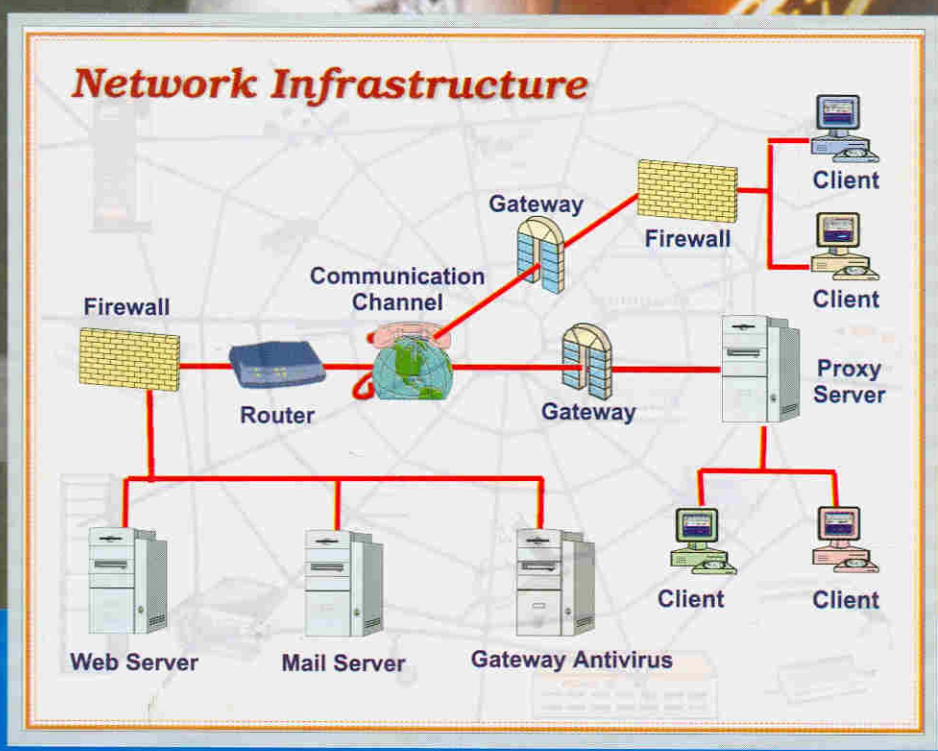 Network Infrastructure
Client
Gateway
Firewall
Client
Communication
Channel
Firewall
Router
Gateway
Proxy
Server
Client
Client
Web Server
Mail Server
Gateway Antivirus